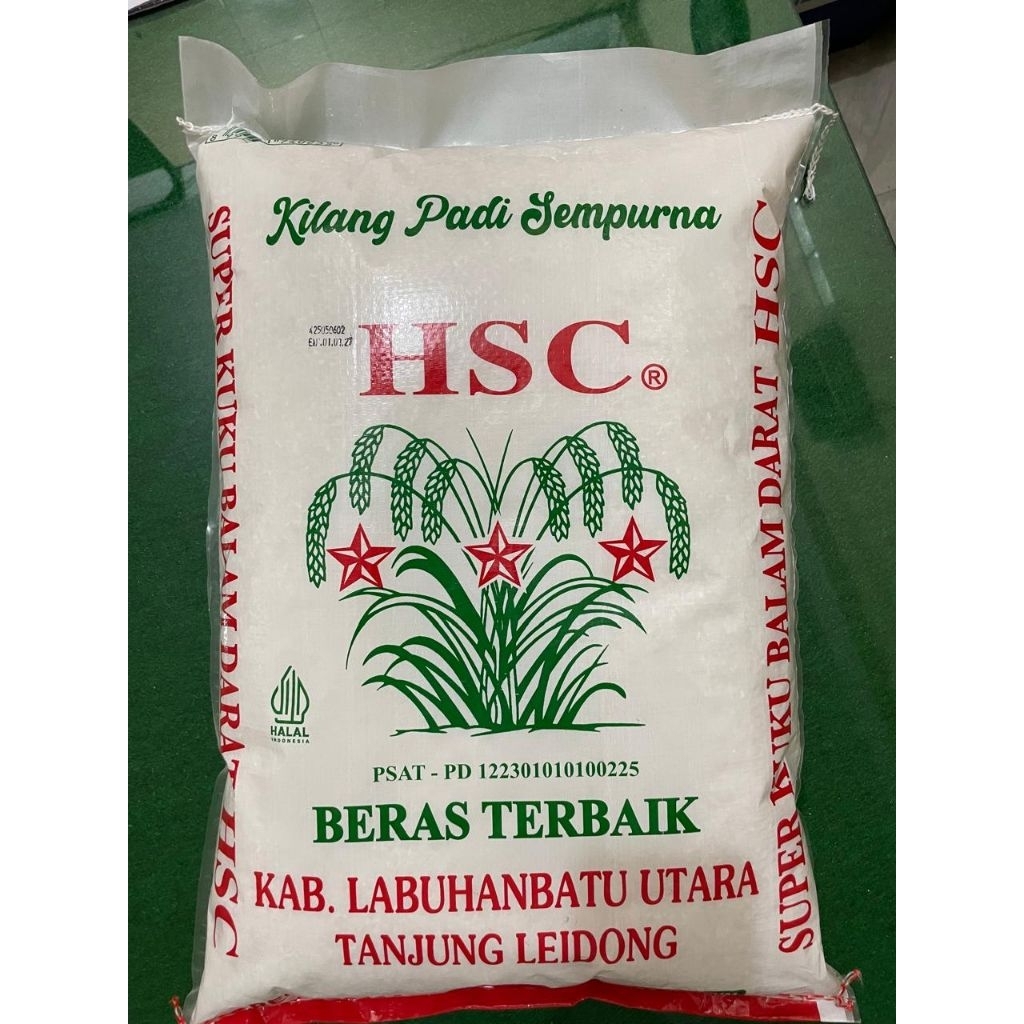 Kilang Padi Sempurna
425050602
HSC®
HALAL
INDONESIA
PSAT - PD 122301010100225
BERAS TERBAIK
KAB. LABUHANBATU UTARA
TANJUNG LEIDONG
SUPER KUKU BALAM DARAT HSC
SUPER KUKU BALAM DARAT HSC